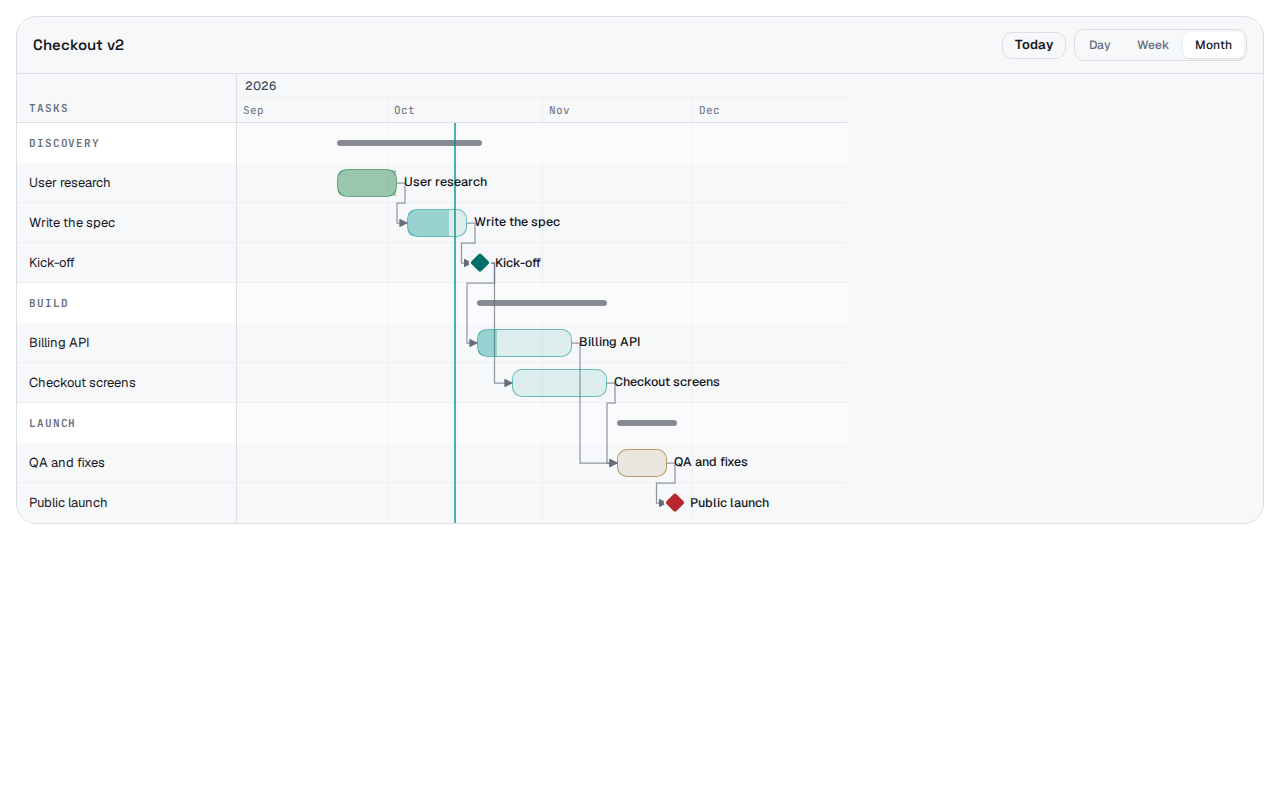 Checkout v2
Today
Day Week Month
2026
TASKS
Sep Oct Nov Dec
DISCOVERY
User research User research
Write the spec Write the spec
Kick-off Kick-off
BUILD
Billing API Billing API
Checkout screens Checkout screens
LAUNCH
QA and fixes QA and fixes
Public launch Public launch